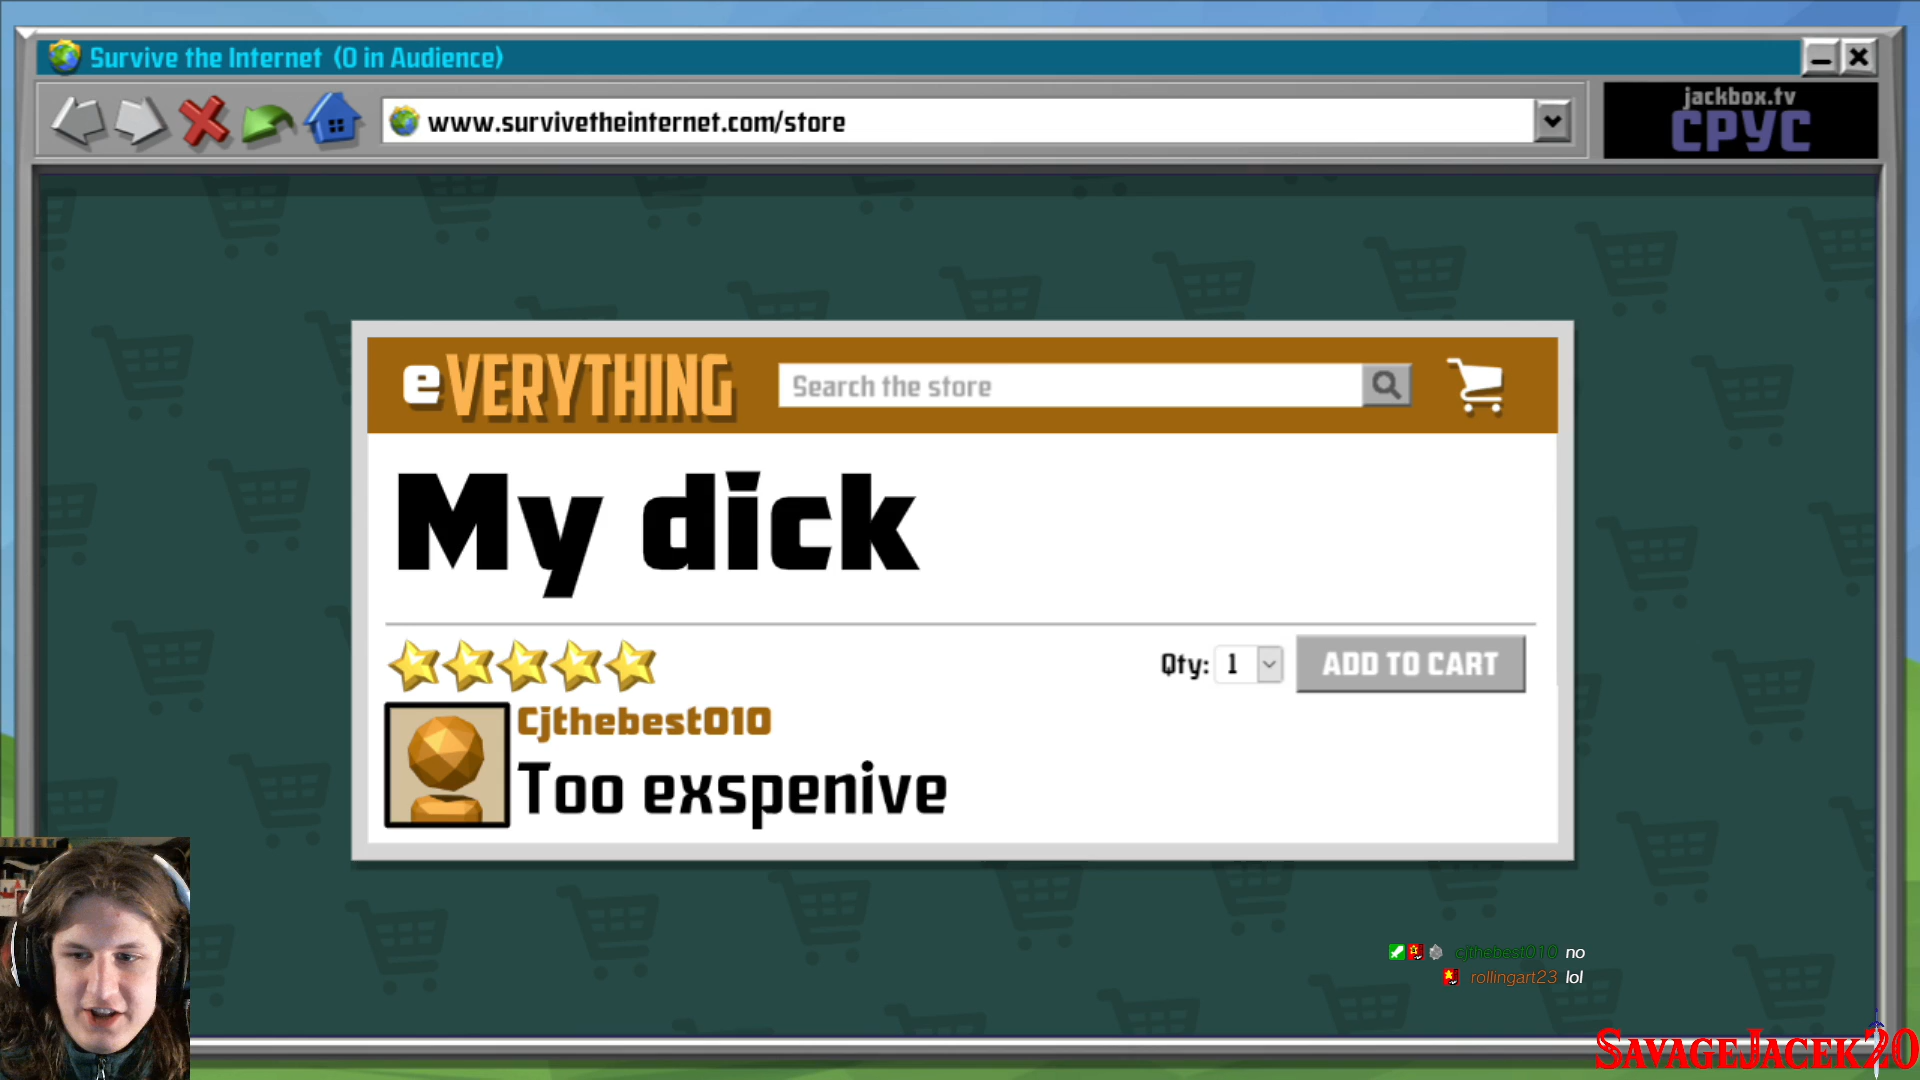 Survive the Internet (0 in Audience)
www.survivetheinternet.com/store
jackbox.tv
CPYC
eVERYTHING
Search the store
My dick
Qty: 1
ADD TO CART
Cjthebest010
Too exspenive
cjthebest010 no
rollingart23 lol
SavageJacek20